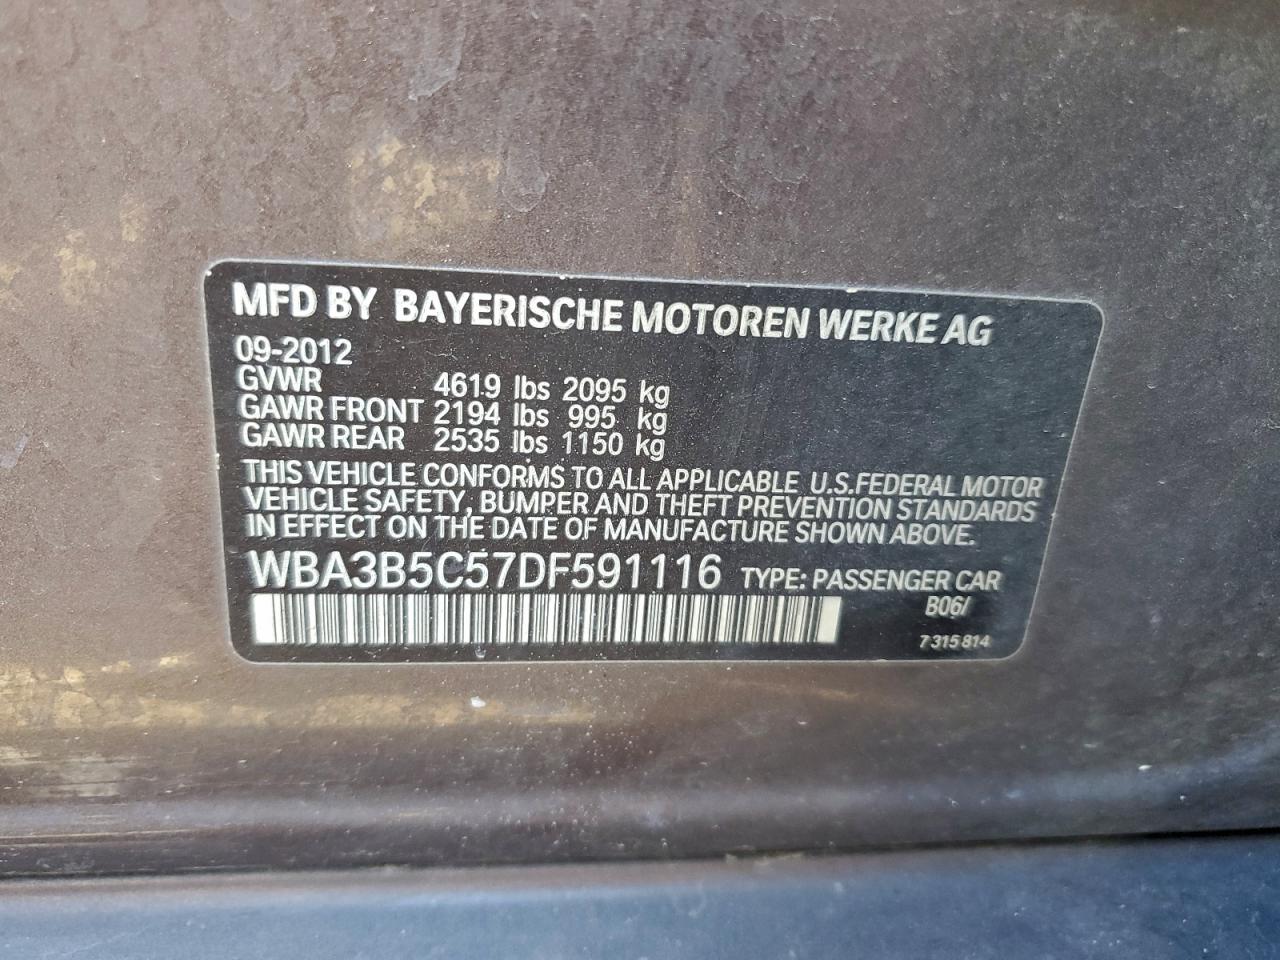 MFD BY BAYERISCHE MOTOREN WERKE AG
09-2012
GVWR 4619 lbs 2095 kg
GAWR FRONT 2194 lbs 995 kg
GAWR REAR 2535 lbs 1150 kg
THIS VEHICLE CONFORMS TO ALL APPLICABLE U.S.FEDERAL MOTOR
VEHICLE SAFETY, BUMPER AND THEFT PREVENTION STANDARDS
IN EFFECT ON THE DATE OF MANUFACTURE SHOWN ABOVE.
WBA3B5C57DF591116 TYPE: PASSENGER CAR
B06/
7 315 814